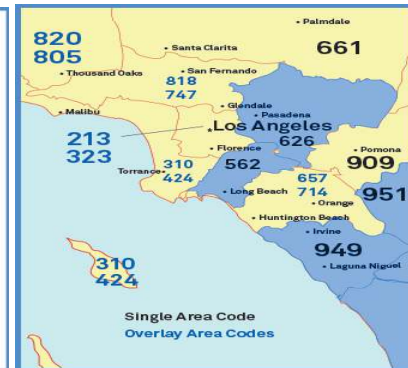 Palmdale
820
805
Santa Clarita
661
Thousand Oaks
San Fernando
818
747
Malibu
Glendale
Pasadena
Los Angeles
213
323
626
Florence
Pomona
909
Torrance
310
424
562
657
714
951
Long Beach
Orange
Huntington Beach
Irvine
949
Laguna Niguel
310
424
Single Area Code
Overlay Area Codes